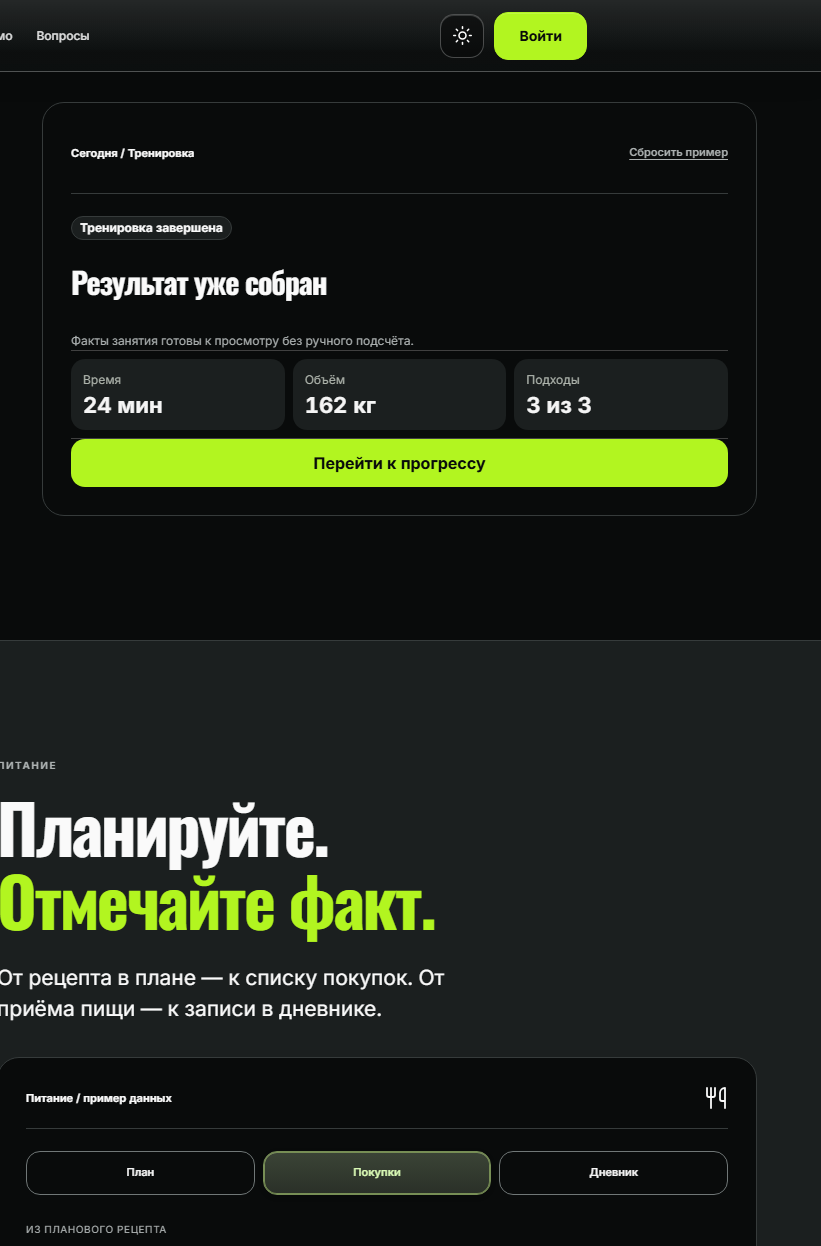 Вопросы
Войти
Сегодня / Тренировка
Сбросить пример
Тренировка завершена
Результат уже собран
Факты занятия готовы к просмотру без ручного подсчёта.
Время
24 мин
Объём
162 кг
Подходы
3 из 3
Перейти к прогрессу
ПИТАНИЕ
Планируйте.
Отмечайте факт.
От рецепта в плане — к списку покупок. От
приёма пищи — к записи в дневнике.
Питание / пример данных
План
Покупки
Дневник
ИЗ ПЛАНОВОГО РЕЦЕПТА